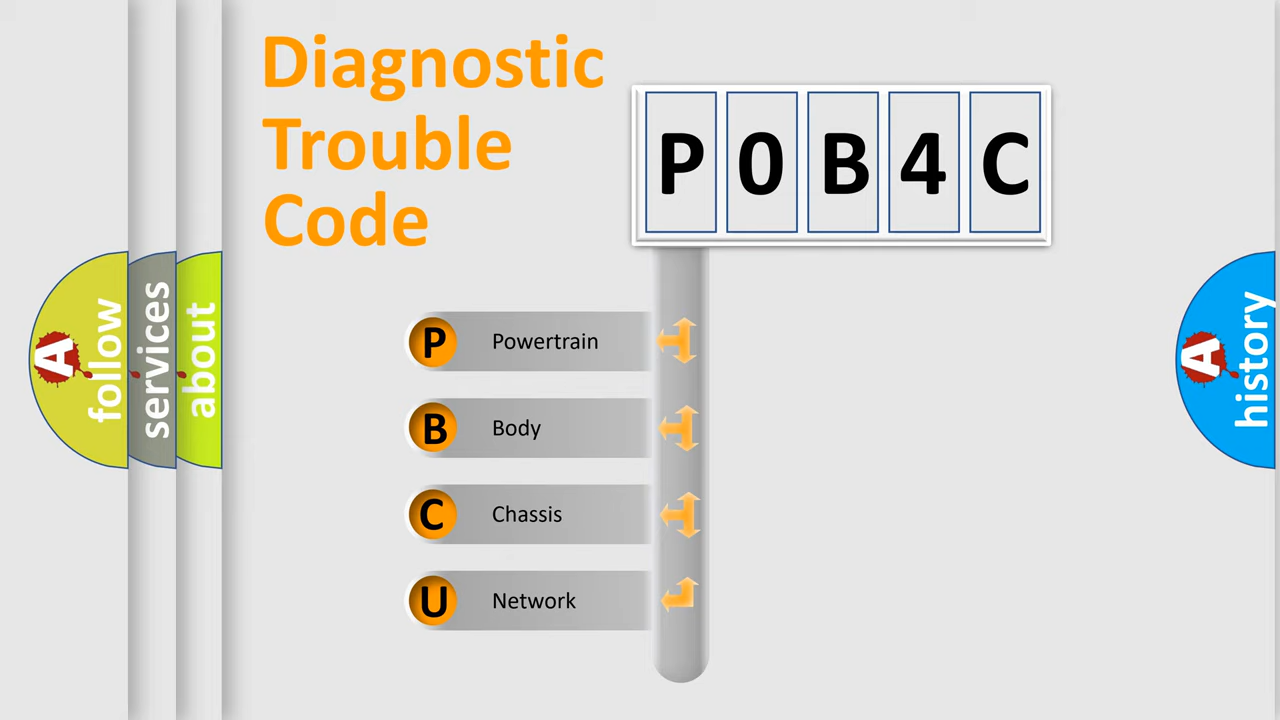 Diagnostic
Trouble
Code
P 0 B 4 C
P Powertrain
B Body
C Chassis
U Network
A follow
services
about
A history